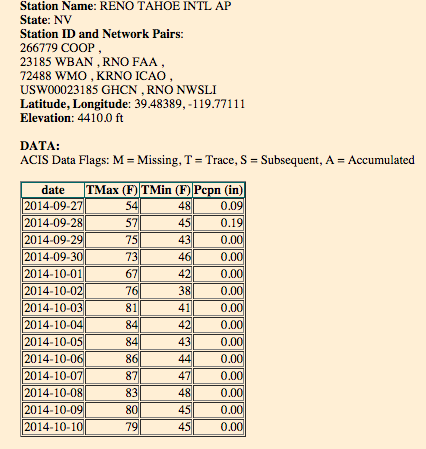 Station Name: RENO TAHOE INTL AP
State: NV
Station ID and Network Pairs:
266779 COOP ,
23185 WBAN , RNO FAA ,
72488 WMO , KRNO ICAO ,
USW00023185 GHCN , RNO NWSLI
Latitude, Longitude: 39.48389, -119.77111
Elevation: 4410.0 ft
DATA:
ACIS Data Flags: M = Missing, T = Trace, S = Subsequent, A = Accumulated
date TMax (F) TMin (F) Pcpn (in)
2014-09-27 54 48 0.09
2014-09-28 57 45 0.19
2014-09-29 75 43 0.00
2014-09-30 73 46 0.00
2014-10-01 67 42 0.00
2014-10-02 76 38 0.00
2014-10-03 81 41 0.00
2014-10-04 84 42 0.00
2014-10-05 84 43 0.00
2014-10-06 86 44 0.00
2014-10-07 87 47 0.00
2014-10-08 83 48 0.00
2014-10-09 80 45 0.00
2014-10-10 79 45 0.00